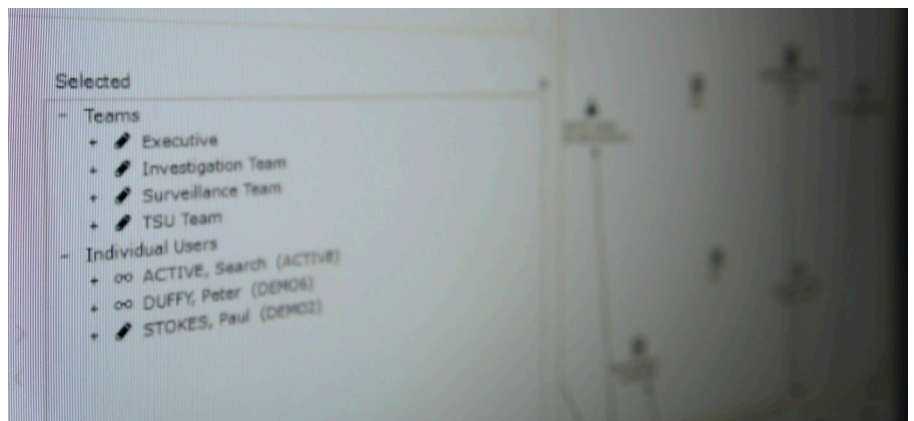 Selected
Teams
Executive
Investigation Team
Surveillance Team
TSU Team
Individual Users
ACTIVE, Search (ACTIVE)
DUFFY, Peter (DEMO6)
STOKES, Paul (DEMO2)